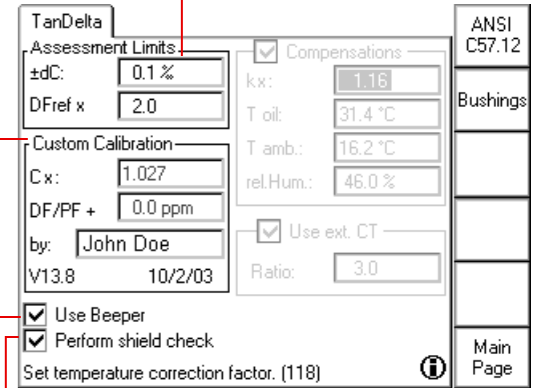 TanDelta
Assessment Limits
±dC: 0.1 %
DFref x 2.0
Custom Calibration
Cx: 1.027
DF/PF + 0.0 ppm
by: John Doe
V13.8 10/2/03
Compensations
kx: 1.16
T oil: 31.4 °C
T amb.: 16.2 °C
rel.Hum.: 46.0 %
Use ext. CT
Ratio: 3.0
Use Beeper
Perform shield check
Set temperature correction factor. (118)
ANSI
C57.12
Bushings
Main
Page